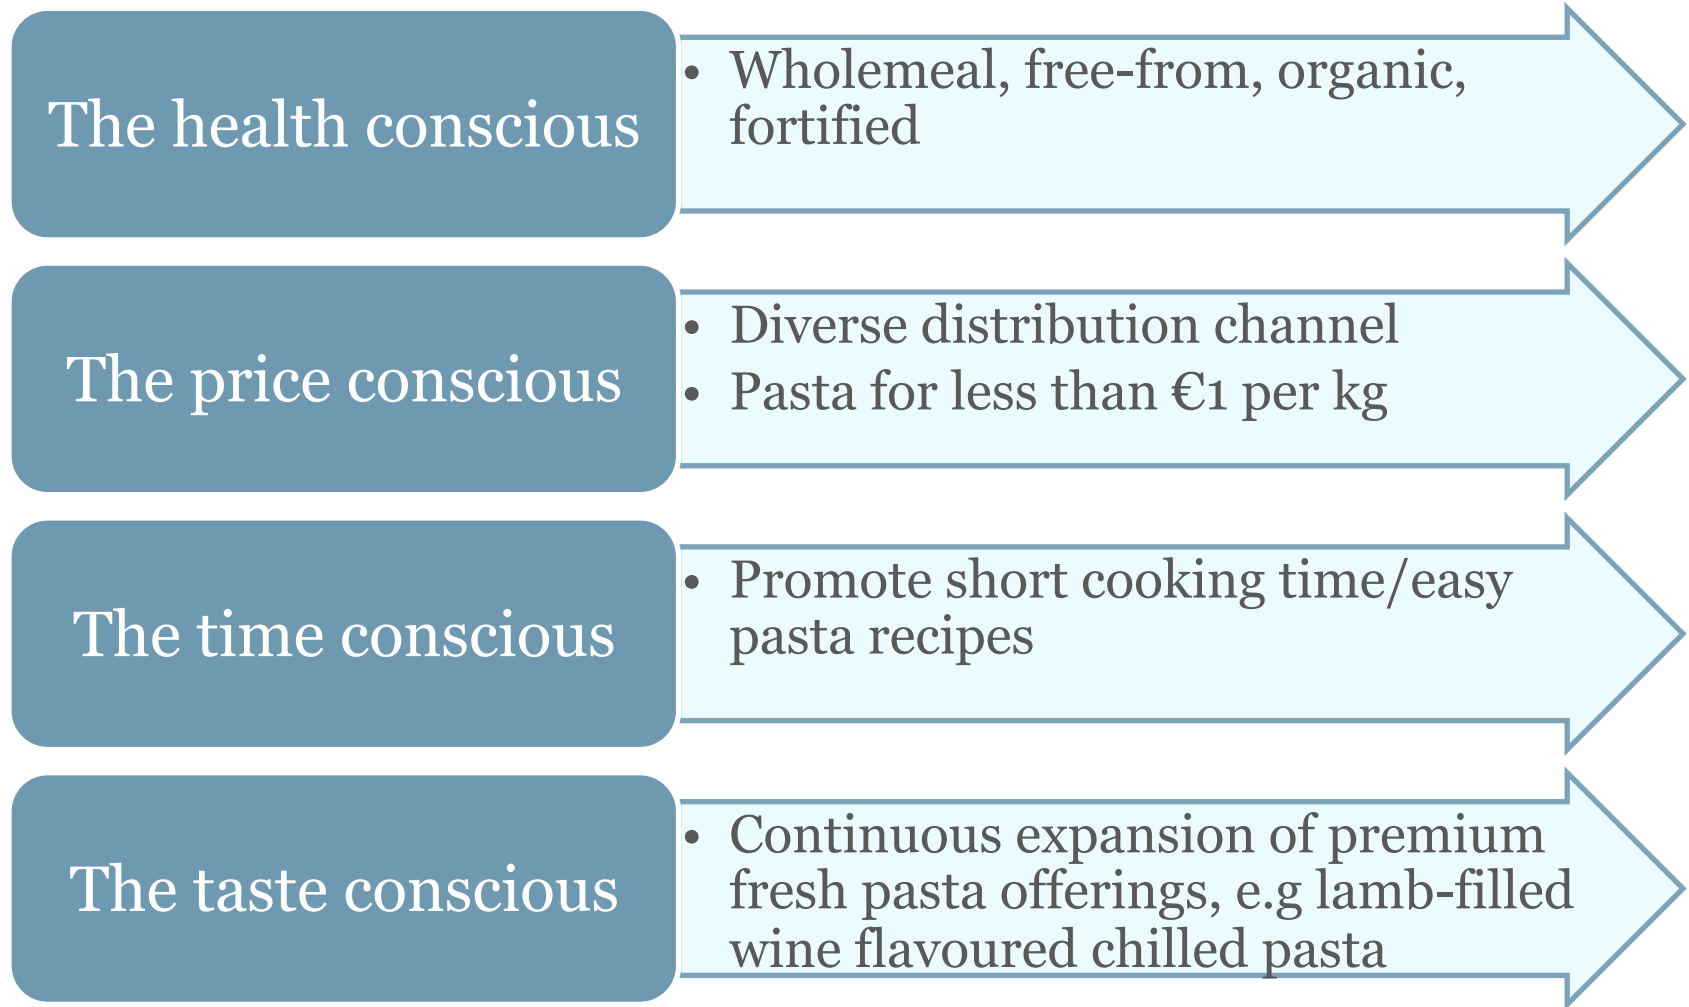 The health conscious
• Wholemeal, free-from, organic,
fortified
The price conscious
• Diverse distribution channel
• Pasta for less than €1 per kg
The time conscious
• Promote short cooking time/easy
pasta recipes
The taste conscious
• Continuous expansion of premium
fresh pasta offerings, e.g lamb-filled
wine flavoured chilled pasta